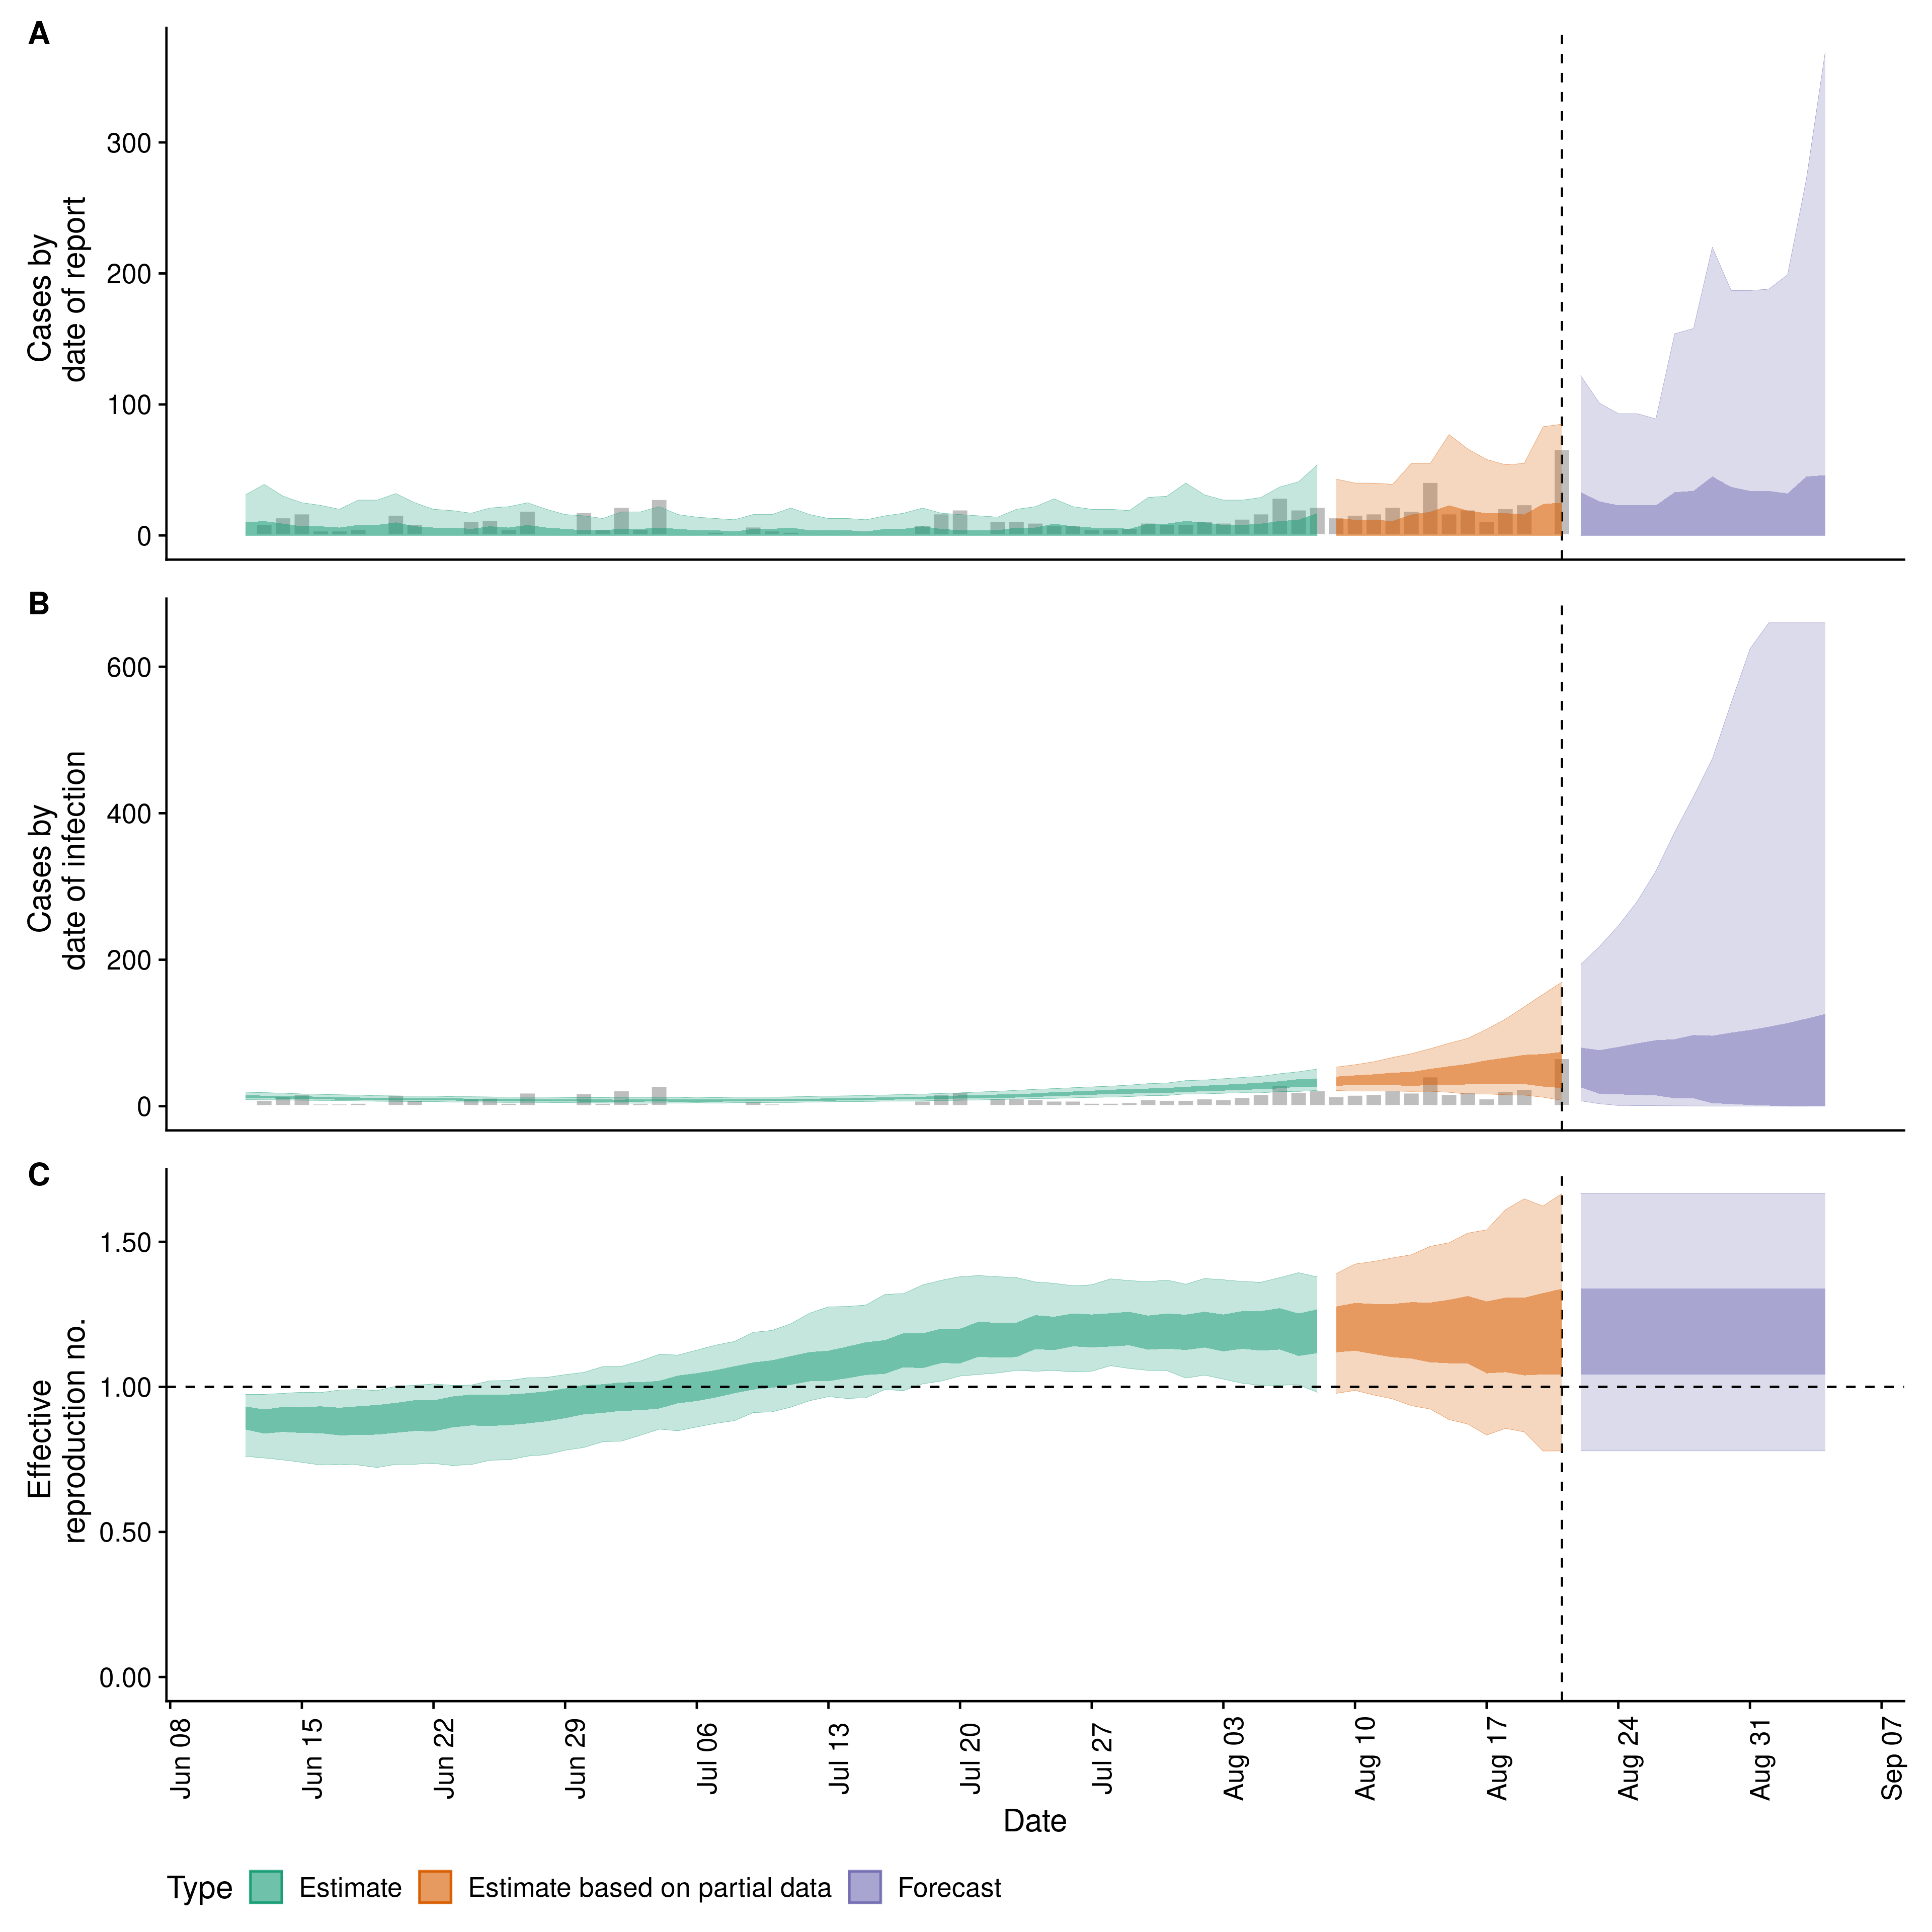 A
Cases by
date of report
300
200
100
0
B
Cases by
date of infection
600
400
200
0
C
Effective
reproduction no.
1.50
1.00
0.50
0.00
Jun 08
Jun 15
Jun 22
Jun 29
Jul 06
Jul 13
Jul 20
Jul 27
Aug 03
Aug 10
Aug 17
Aug 24
Aug 31
Sep 07
Date
Type Estimate Estimate based on partial data Forecast